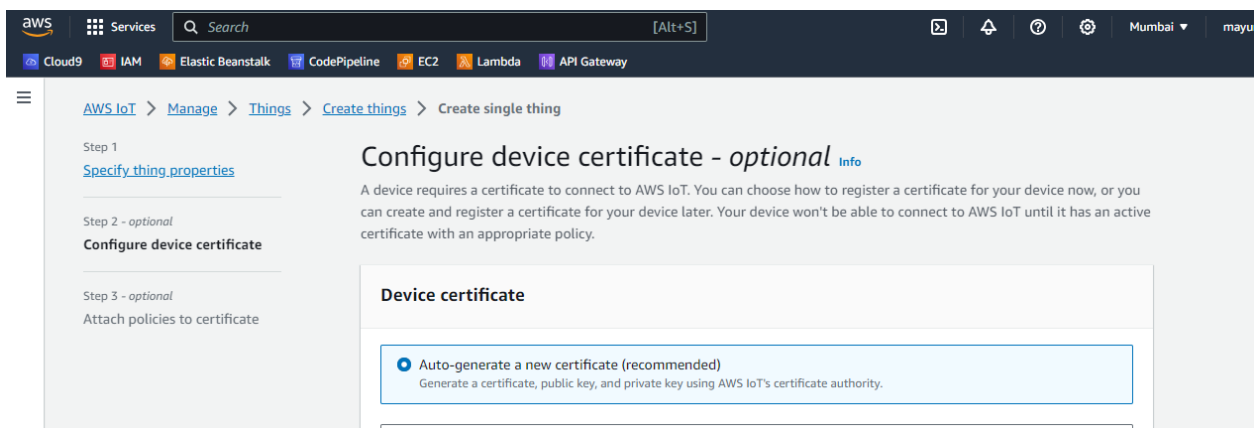 aws Services Search [Alt+S] Mumbai mayu
Cloud9 IAM Elastic Beanstalk CodePipeline EC2 Lambda API Gateway
AWS IoT > Manage > Things > Create things > Create single thing
Step 1
Specify thing properties
Step 2 - optional
Configure device certificate
Step 3 - optional
Attach policies to certificate
Configure device certificate - optional Info
A device requires a certificate to connect to AWS IoT. You can choose how to register a certificate for your device now, or you
can create and register a certificate for your device later. Your device won't be able to connect to AWS IoT until it has an active
certificate with an appropriate policy.
Device certificate
Auto-generate a new certificate (recommended)
Generate a certificate, public key, and private key using AWS IoT's certificate authority.